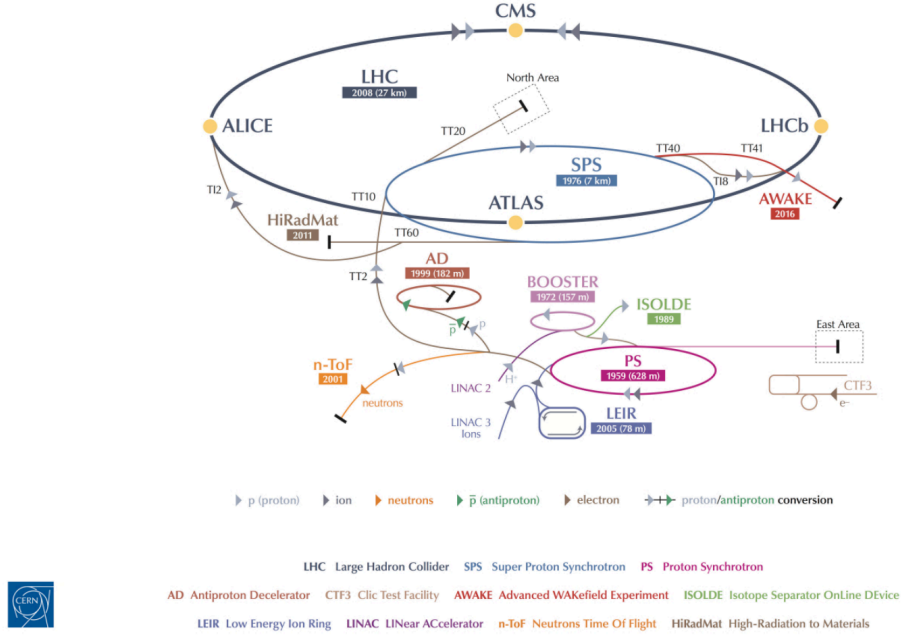 CMS
North Area
LHC
2008 (27 km)
TT20
ALICE
LHCb
TT40
TT41
SPS
1976 (7 km)
TI8
TI2
TT10
ATLAS
AWAKE
2016
HiRadMat
2011
TT60
AD
1999 (182 m)
TT2
BOOSTER
1972 (157 m)
ISOLDE
1989
p̅
p
East Area
n-ToF
2001
PS
1959 (628 m)
LINAC 2
H⁺
CTF3
neutrons
e⁻
LINAC 3
Ions
LEIR
2005 (78 m)
p (proton) ion neutrons p̅ (antiproton) electron proton/antiproton conversion
LHC Large Hadron Collider SPS Super Proton Synchrotron PS Proton Synchrotron
AD Antiproton Decelerator CTF3 Clic Test Facility AWAKE Advanced WAKefield Experiment ISOLDE Isotope Separator OnLine DEvice
LEIR Low Energy Ion Ring LINAC LINear ACcelerator n-ToF Neutrons Time Of Flight HiRadMat High-Radiation to Materials
CERN